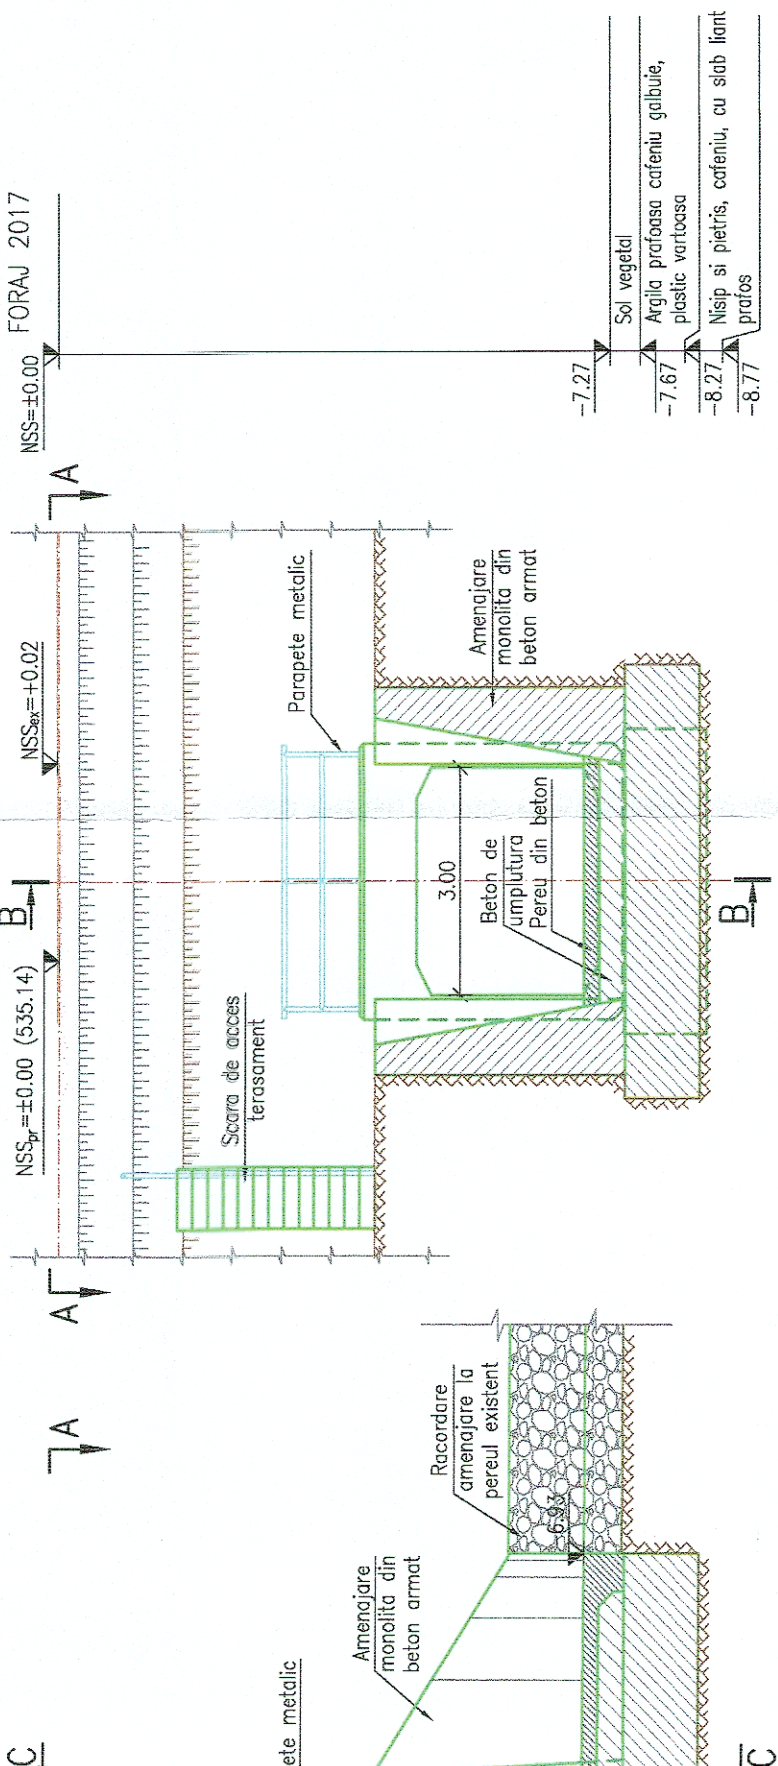 FORAJ 2017
NSS=±0.00
Sol vegetal
Argila prafoasa cafeniu galbuie,
plastic vartoasa
Nisip si pietris, cafeniu, cu slab liant
prafos
-7.27
-7.67
-8.27
-8.77
A
NSSex=+0.02
B
NSSpr=±0.00 (535.14)
A
Parapete metalic
Amenajare
monolita din
beton armat
3.00
Beton de
umplutura
Pereu din beton
Scara de acces
terasament
B
A
Racordare
amenajare la
pereul existent
-6.93
Amenajare
monolita din
beton armat
ete metalic
C
C